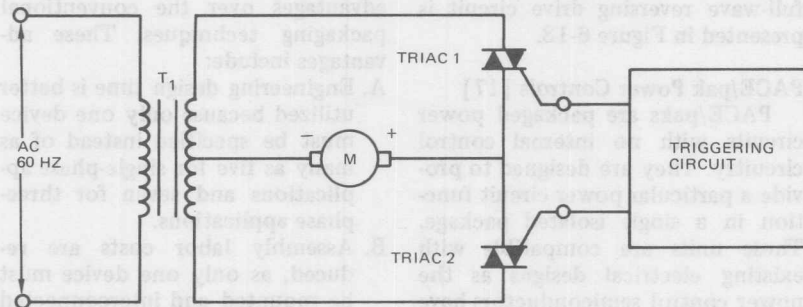 AC
60 HZ
T1
−
M
+
TRIAC 1
TRIAC 2
TRIGGERING
CIRCUIT
full-wave reversing drive circuit is
presented in Figure 6-13.
PACE/pak Power Controls [17]
PACE/paks are packaged power
circuits with no internal control
circuitry. They are designed to pro-
vide a particular power circuit func-
tion in a single isolated package.
These units are compatible with
existing electrical designs as the
power control semiconductors have
advantages over the conventional
packaging techniques. These ad-
vantages include:
A. Engineering design time is better
utilized because only one device
must be specified instead of as
many as five for single-phase ap-
plications and for three-
phase applications.
B. Assembly labor costs are re-
duced, as only one device must
be mounted and interconnected